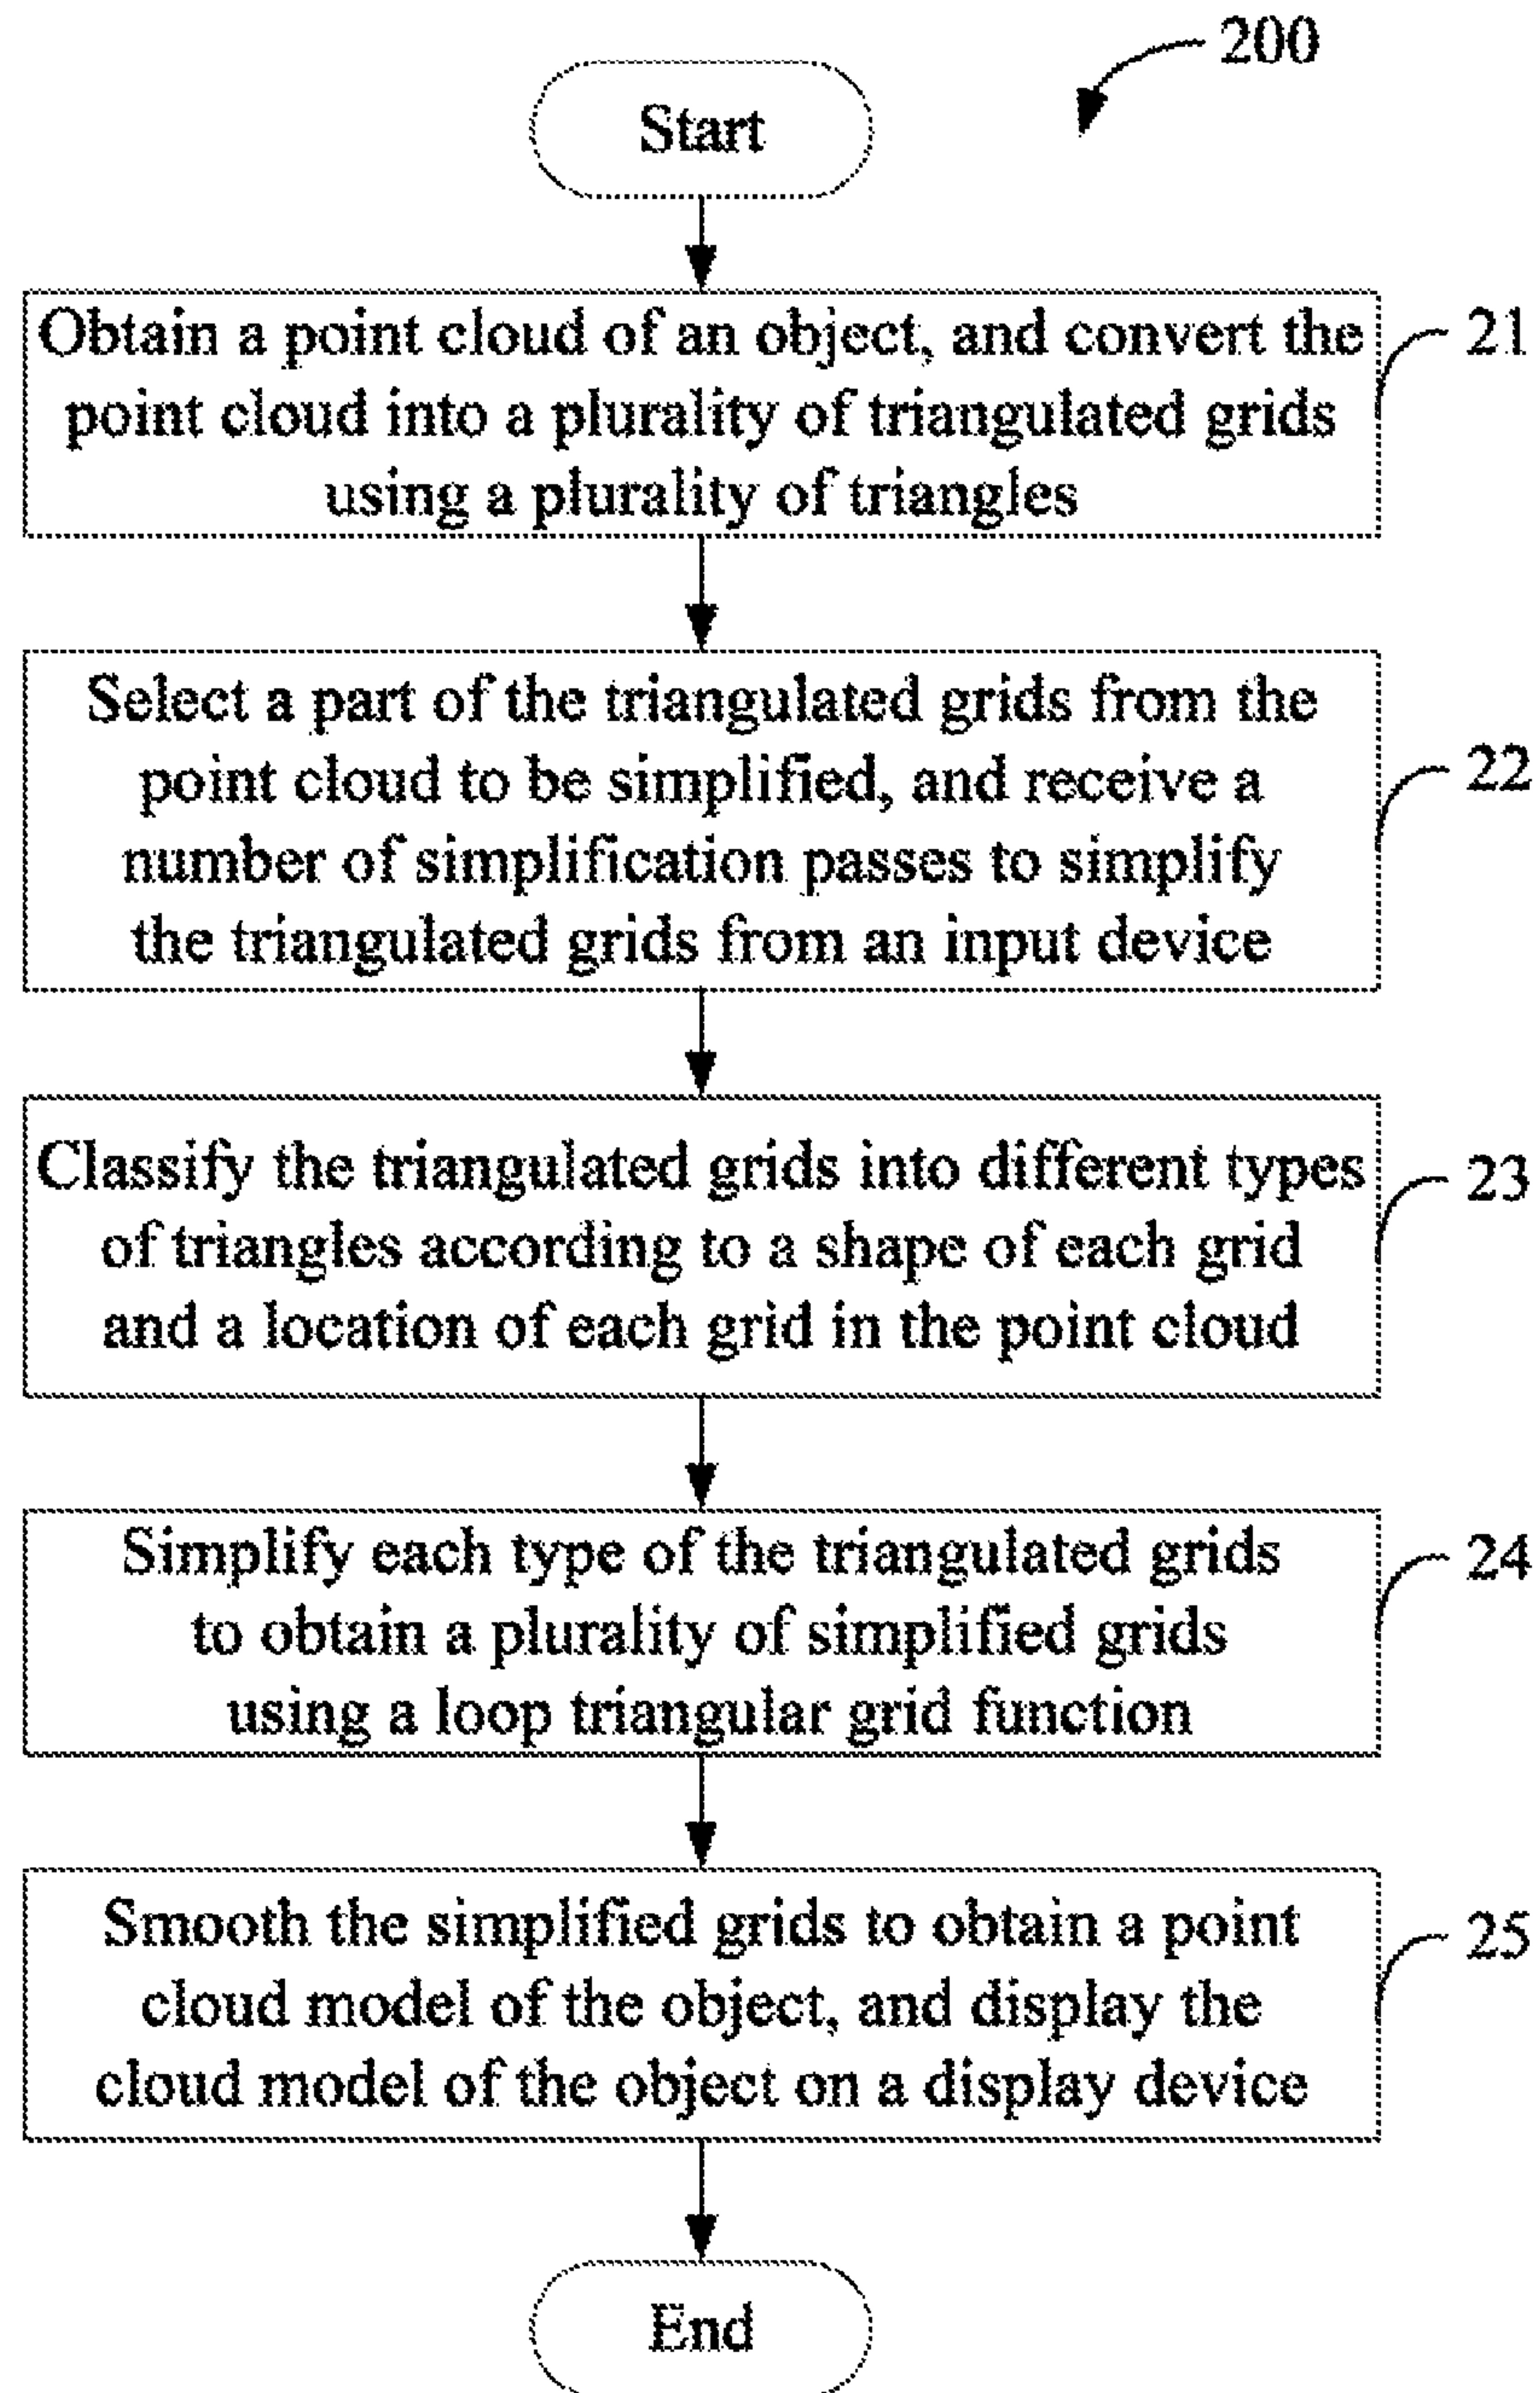 200
Start
Obtain a point cloud of an object, and convert the
point cloud into a plurality of triangulated grids
using a plurality of triangles
21
Select a part of the triangulated grids from the
point cloud to be simplified, and receive a
number of simplification passes to simplify
the triangulated grids from an input device
22
Classify the triangulated grids into different types
of triangles according to a shape of each grid
and a location of each grid in the point cloud
23
Simplify each type of the triangulated grids
to obtain a plurality of simplified grids
using a loop triangular grid function
24
Smooth the simplified grids to obtain a point
cloud model of the object, and display the
cloud model of the object on a display device
25
End